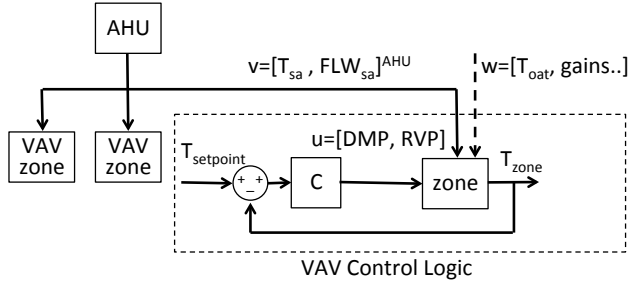 AHU
v=[Tsa , FLWsa]AHU
w=[Toat, gains..]
VAV zone
VAV zone
u=[DMP, RVP]
Tsetpoint
+ + −
C
zone
Tzone
VAV Control Logic